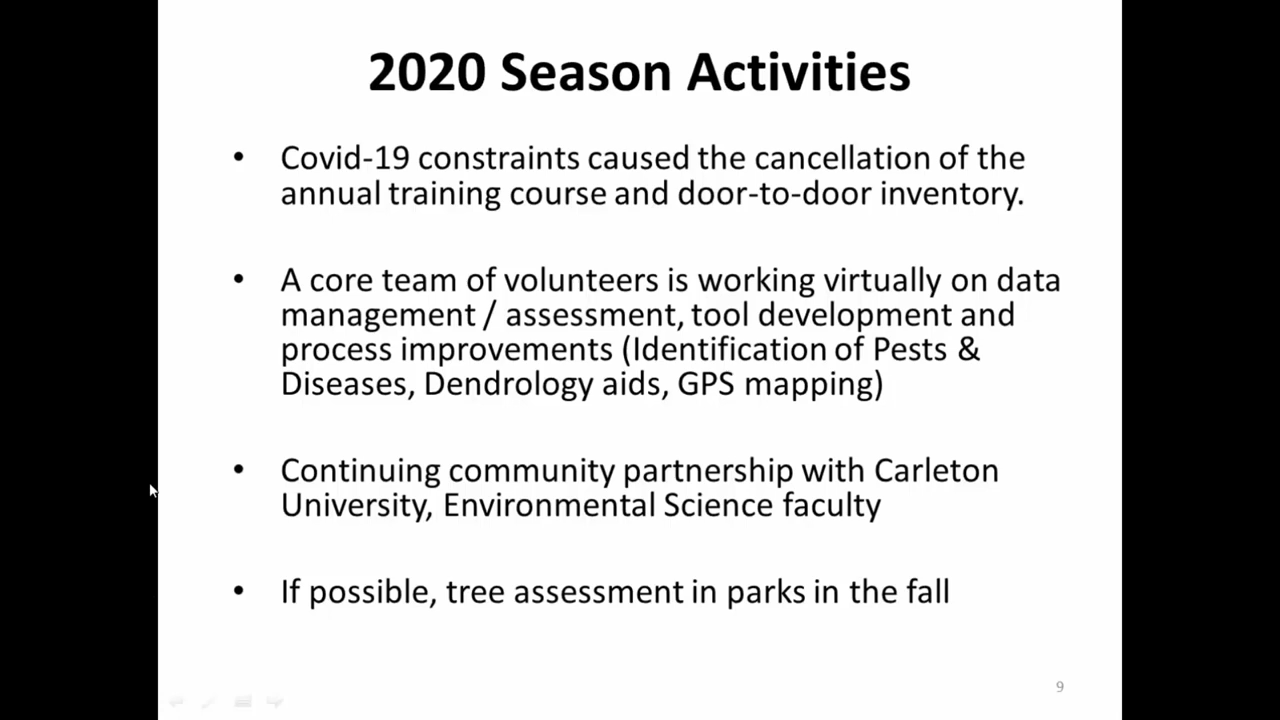 2020 Season Activities
• Covid-19 constraints caused the cancellation of the
annual training course and door-to-door inventory.
• A core team of volunteers is working virtually on data
management / assessment, tool development and
process improvements (Identification of Pests &
Diseases, Dendrology aids, GPS mapping)
• Continuing community partnership with Carleton
University, Environmental Science faculty
• If possible, tree assessment in parks in the fall
9